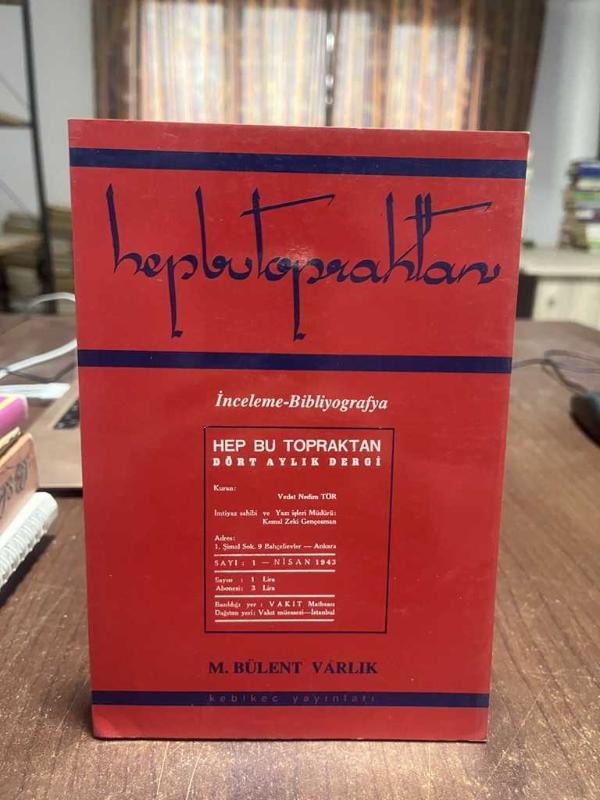 hepbutopraktan
İnceleme-Bibliyografya
HEP BU TOPRAKTAN
DÖRT AYLIK DERGİ
Kuran:
Vedat Nedim TÖR
İmtiyaz sahibi ve Yazı işleri Müdürü:
Kemal Zeki Gençosman
Adres:
1. Şimal Sok. 9 Bahçelievler — Ankara
SAYI : 1 — NİSAN 1943
Sayısı : 1 Lira
Abonesi : 3 Lira
Basıldığı yer : VAKIT Matbaası
Dağıtım yeri: Vakıt müessesi—İstanbul
M. BÜLENT VARLIK
kebikeç yayınları